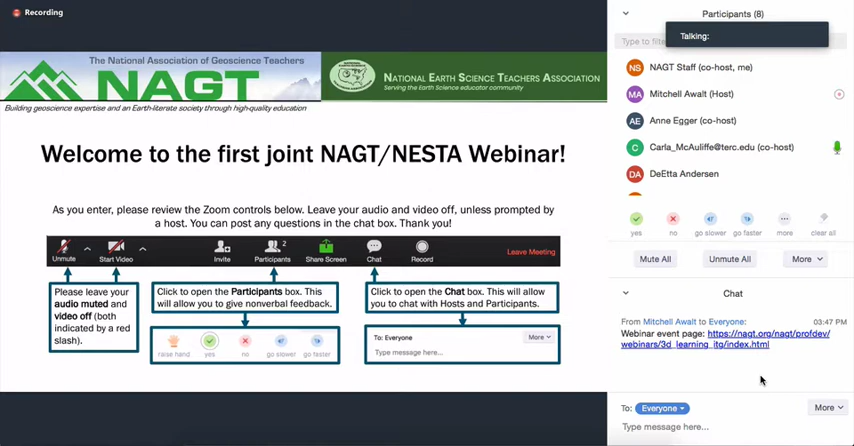 Recording
The National Association of Geoscience Teachers
NAGT
Building geoscience expertise and an Earth-literate society through high-quality education
NATIONAL EARTH SCIENCE TEACHERS ASSOCIATION
Serving the Earth Science educator community
Welcome to the first joint NAGT/NESTA Webinar!
As you enter, please review the Zoom controls below. Leave your audio and video off, unless prompted by
a host. You can post any questions in the chat box. Thank you!
Unmute
Start Video
Invite
2
Participants
Share Screen
Chat
Record
Leave Meeting
Please leave your
audio muted and
video off (both
indicated by a red
slash).
Click to open the Participants box. This
will allow you to give nonverbal feedback.
raise hand
yes
no
go slower
go faster
Click to open the Chat box. This will allow
you to chat with Hosts and Participants.
To: Everyone
More
Type message here...
Participants (8)
Talking:
Type to filte
NS NAGT Staff (co-host, me)
MA Mitchell Awalt (Host)
AE Anne Egger (co-host)
C Carla_McAuliffe@terc.edu (co-host)
DA DeEtta Andersen
yes
no
go slower
go faster
more
clear all
Mute All
Unmute All
More
Chat
From Mitchell Awalt to Everyone: 03:47 PM
Webinar event page: https://nagt.org/nagt/profdev/
webinars/3d_learning_itg/index.html
To: Everyone
More
Type message here...